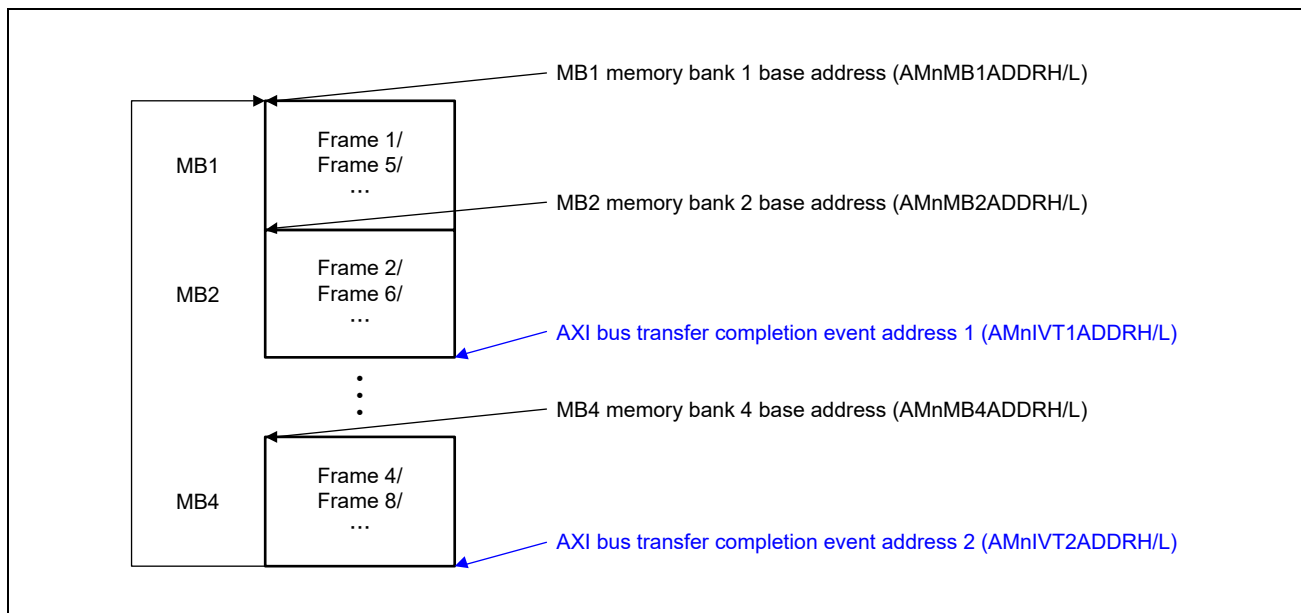 MB1 memory bank 1 base address (AMnMB1ADDRH/L)
MB1
Frame 1/
Frame 5/
…
MB2 memory bank 2 base address (AMnMB2ADDRH/L)
MB2
Frame 2/
Frame 6/
…
AXI bus transfer completion event address 1 (AMnIVT1ADDRH/L)
MB4 memory bank 4 base address (AMnMB4ADDRH/L)
MB4
Frame 4/
Frame 8/
…
AXI bus transfer completion event address 2 (AMnIVT2ADDRH/L)